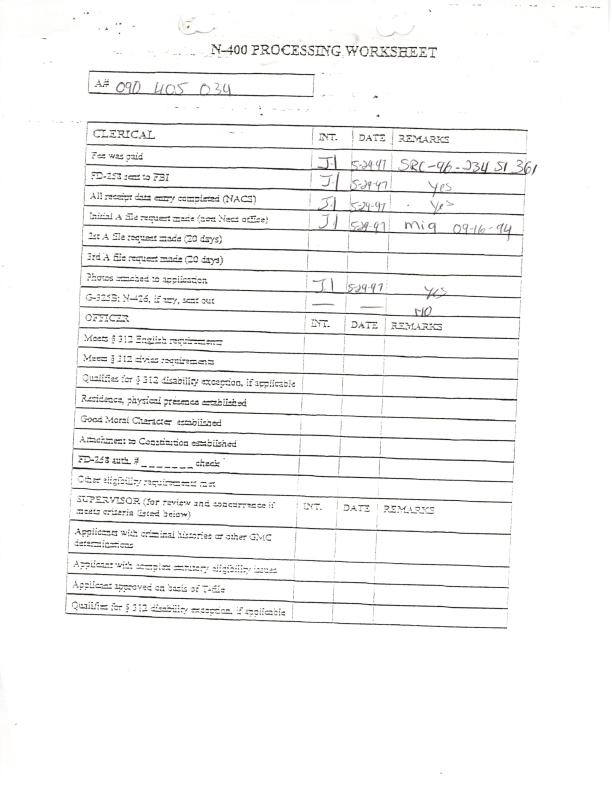 N-400 PROCESSING WORKSHEET
A# 090 405 034
CLERICAL INT. DATE REMARKS
Fee was paid JI 5-29-97 SRC-96-234 51 361
FD-258 sent to FBI JI 5-29-97 Yes
All receipt data entry completed (NACS) JI 5-29-97 Yes
Initial A file request made (non Nacs office) JI 5-29-97 mig 09-16-94
2st A file request made (20 days)
3rd A file request made (20 days)
Photos attached to application JI 5-29-97 yes
G-325B; N-426, if any, sent out — — NO
OFFICER INT. DATE REMARKS
Meets § 312 English requirements
Meets § 312 civics requirements
Qualifies for § 312 disability exception, if applicable
Residence, physical presence established
Good Moral Character established
Attachment to Constitution established
FD-258 auth. # _ _ _ _ _ _ _ check
Other eligibility requirements met
SUPERVISOR (for review and concurrence if INT. DATE REMARKS
meets criteria listed below)
Applicant with criminal histories or other GMC
determinations
Applicant with complex statutory eligibility issues
Applicant approved on basis of T-file
Qualifies for § 312 disability exception, if applicable